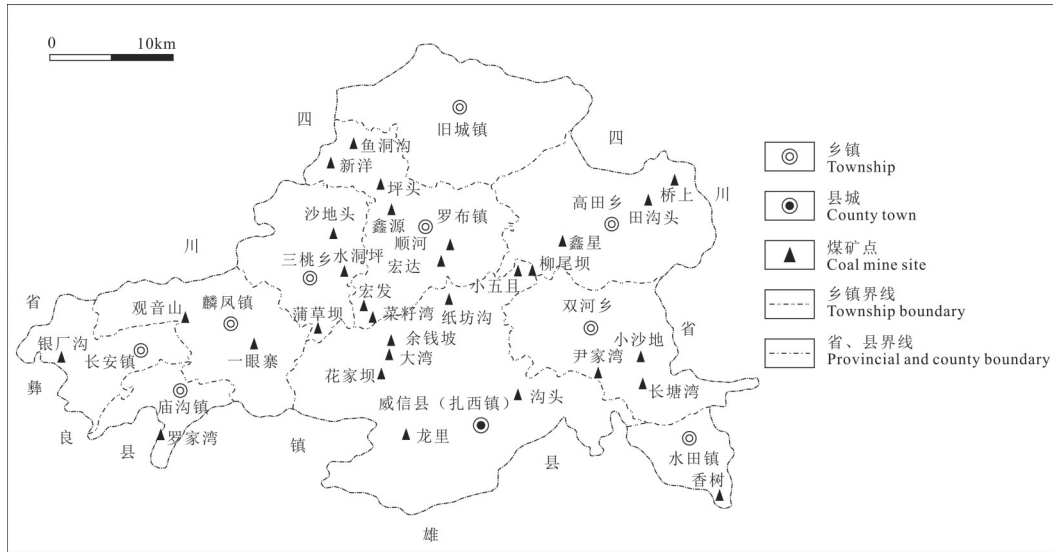 0 10km
四
旧城镇
鱼洞沟
新洋
四
坪头
桥上
高田乡
川
田沟头
沙地头
罗布镇
鑫源
顺河
鑫星
川
三桃乡
水洞坪
宏达
柳尾坝
小五且
宏发
省
麟凤镇
观音山
蒲草坝
菜籽湾
纸坊沟
双河乡
省
余钱坡
银厂沟
长安镇
一眼寨
大湾
小沙地
尹家湾
彝
花家坝
庙沟镇
威信县（扎西镇）
沟头
长塘湾
良
县
罗家湾
镇
龙里
县
水田镇
香树
雄
乡镇
Township
县城
County town
煤矿点
Coal mine site
乡镇界线
Township boundary
省、县界线
Provincial and county boundary